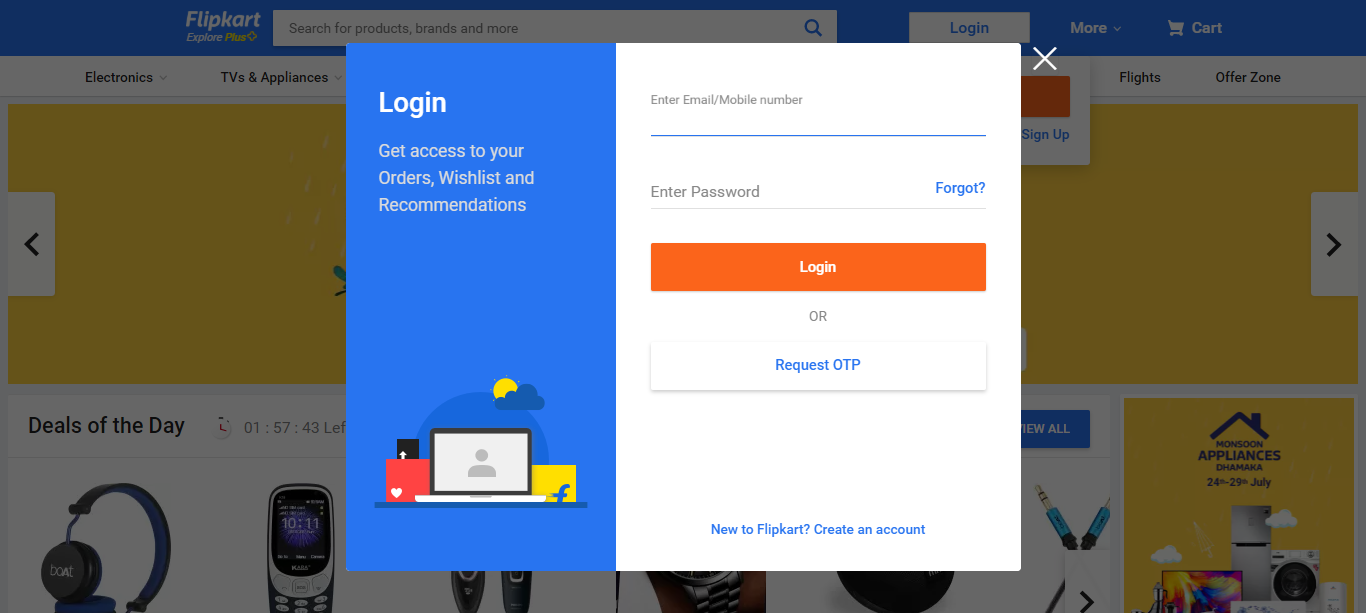 Flipkart
Explore Plus
Search for products, brands and more
Login
More
Cart
Electronics
TVs & Appliances
Flights
Offer Zone
Sign Up
Login
Get access to your
Orders, Wishlist and
Recommendations
Enter Email/Mobile number
Enter Password
Forgot?
Login
OR
Request OTP
New to Flipkart? Create an account
Deals of the Day
01 : 57 : 43 Lef
VIEW ALL
boAt
10:11
IKALL
MONSOON
APPLIANCES
DHAMAKA
24th-29th July